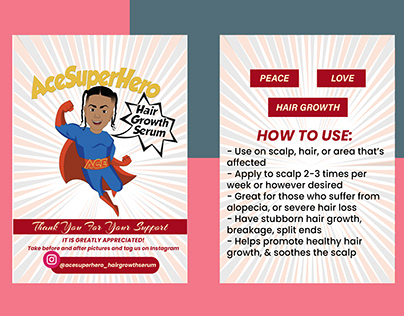 AceSuperHero
Hair
Growth
Serum
ACE
Thank You For Your Support
IT IS GREATLY APPRECIATED!
Take before and after pictures and tag us on Instagram
@acesuperhero_hairgrowthserum
PEACE
LOVE
HAIR GROWTH
HOW TO USE:
- Use on scalp, hair, or area that's
affected
- Apply to scalp 2-3 times per
week or however desired
- Great for those who suffer from
alopecia, or severe hair loss
- Have stubborn hair growth,
breakage, split ends
- Helps promote healthy hair
growth, & soothes the scalp